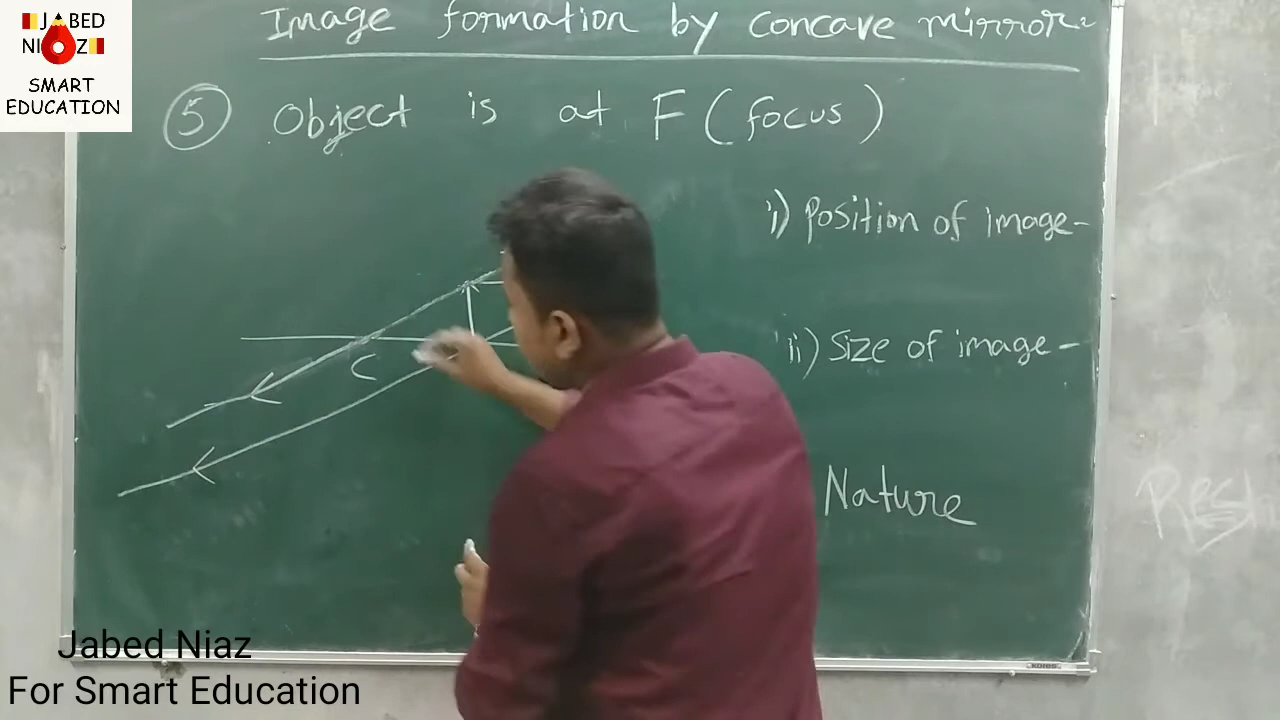 JABED
NIAZ
SMART
EDUCATION
Image formation by concave mirror:
5 Object is at F (focus)
i) Position of image-
C
ii) Size of image-
Nature
Jabed Niaz
For Smart Education